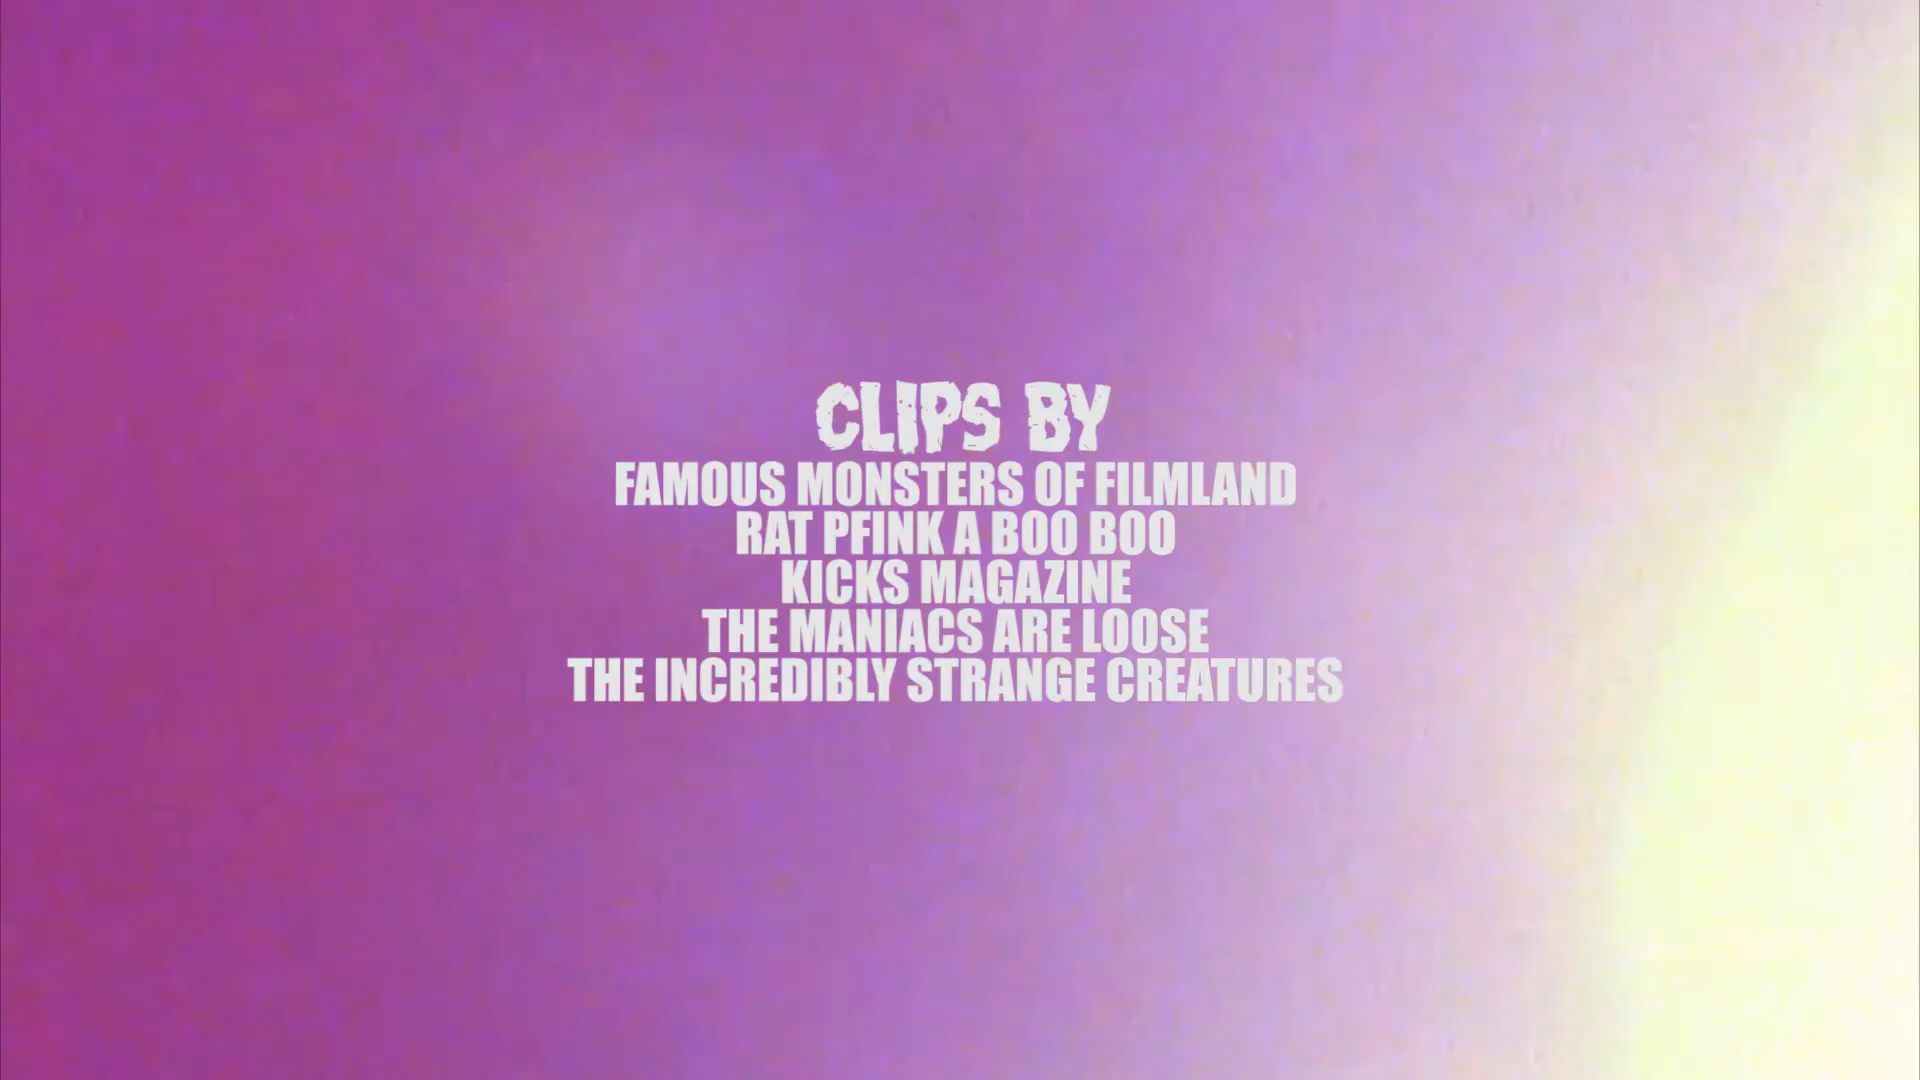 CLIPS BY
FAMOUS MONSTERS OF FILMLAND
RAT PFINK A BOO BOO
KICKS MAGAZINE
THE MANIACS ARE LOOSE
THE INCREDIBLY STRANGE CREATURES